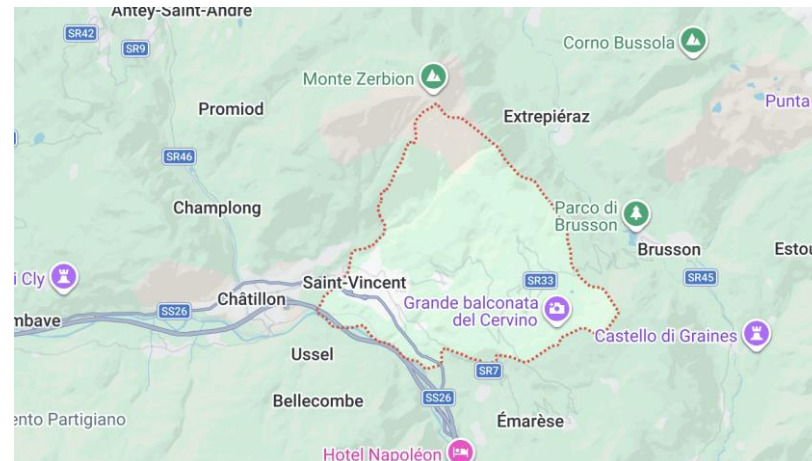 Antey-Saint-André
SR42
SR9
Corno Bussola
Monte Zerbion
Punta
Promiod
Extrepiéraz
SR46
Champlong
Parco di
Brusson
Brusson
Estou
i Cly
Saint-Vincent
SR33
SR45
Châtillon
Grande balconata
del Cervino
SS26
mbave
Castello di Graines
Ussel
SR7
Bellecombe
SS26
Émarèse
ento Partigiano
Hotel Napoléon